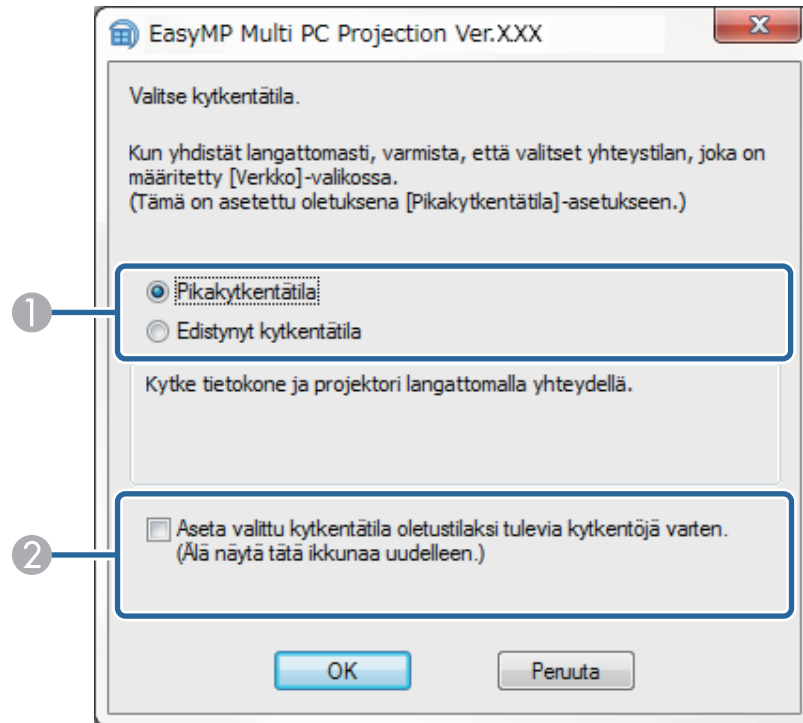 EasyMP Multi PC Projection Ver.X.XX
Valitse kytkentätila.
Kun yhdistät langattomasti, varmista, että valitset yhteystilan, joka on
määritetty [Verkko]-valikossa.
(Tämä on asetettu oletuksena [Pikakytkentätila]-asetukseen.)
1
Pikakytkentätila
Edistynyt kytkentätila
Kytke tietokone ja projektori langattomalla yhteydellä.
2
Aseta valittu kytkentätila oletustilaksi tulevia kytkentöjä varten.
(Älä näytä tätä ikkunaa uudelleen.)
OK
Peruuta